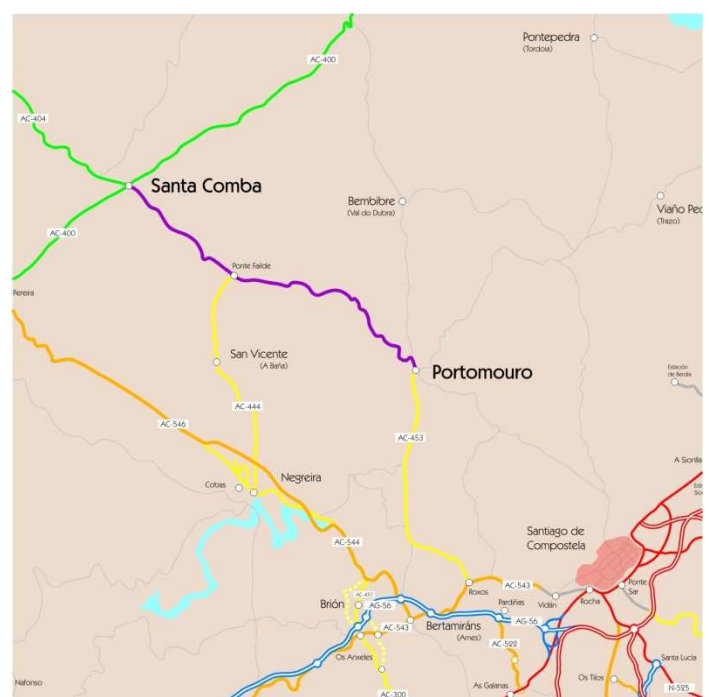 Pontepedra
(Tordoia)
AC-400
AC-404
Santa Comba
Bembibre
(Val do Dubra)
Viaño Peq
(Trazo)
AC-400
Ponte Failde
Pereira
San Vicente
(A Baña)
Portomouro
Estación
de Berdía
AC-444
AC-546
AC-453
A Sionlla
Negreira
Cobas
Santiago de
Compostela
AC-544
AC-543
Ponte
Sar
Roxos
Rocha
AC-451
Brión
AG-56
Pardiñas
Vidán
AC-543
Bertamiráns
(Ames)
AG-56
AC-522
Os Anxeles
Santa Lucía
Nafonso
As Galanas
Os Tilos
AC-300
N-525